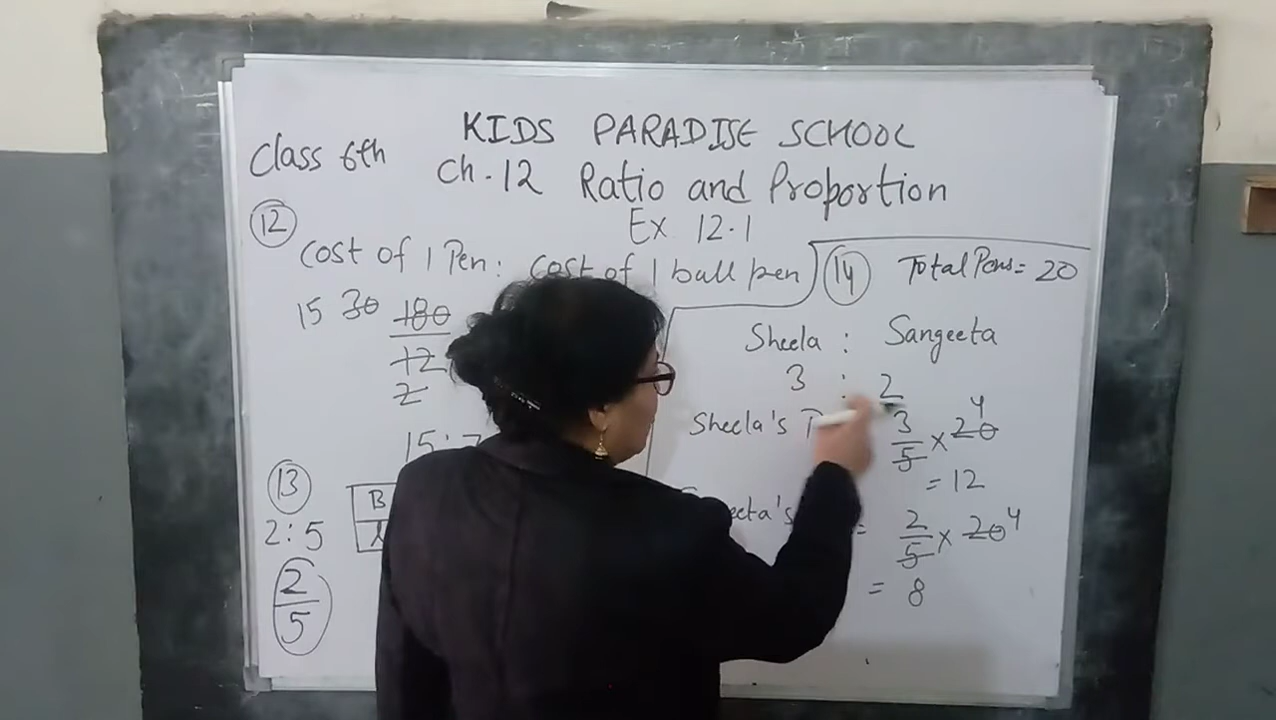 KIDS PARADISE SCHOOL
Class 6th
Ch.12 Ratio and Proportion
Ex 12.1
12
Cost of 1 Pen : Cost of 1 ball pen
15 30 180
12
2
15 :
13
2:5
B
2
5
14 Total Pens = 20
Sheela : Sangeeta
3 : 2
Sheela's
3/5 × 20 4
= 12
= 2/5 × 20 4
= 8